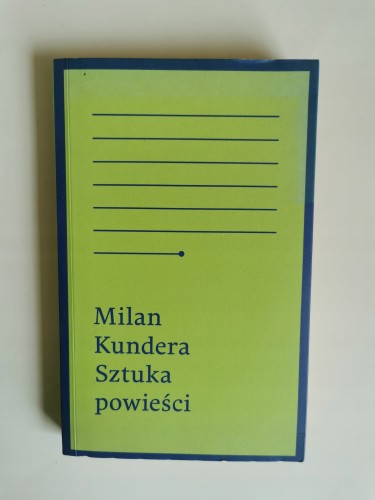 Milan
Kundera
Sztuka
powieści